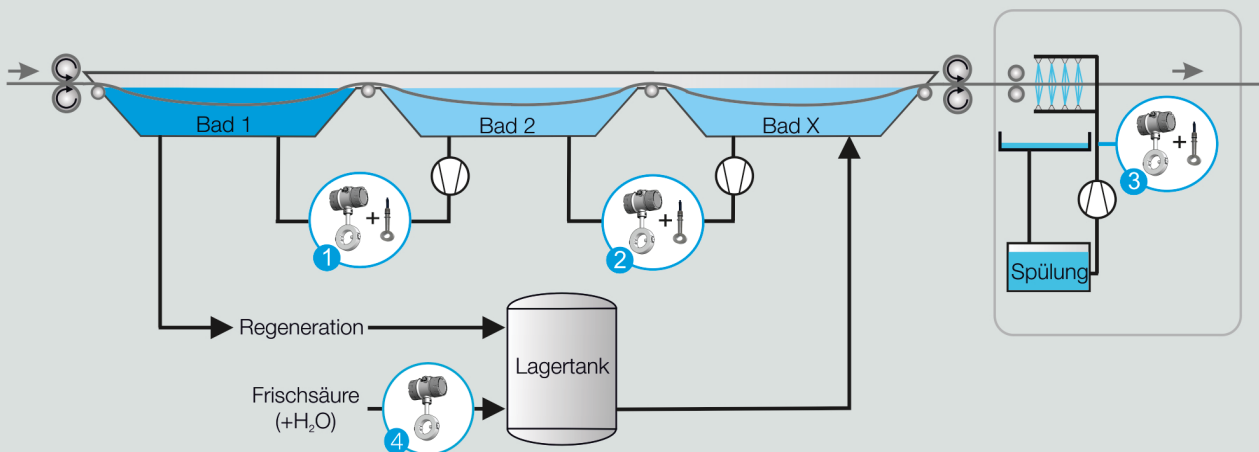 Bad 1
Bad 2
Bad X
+
1
+
2
+
3
Spülung
Regeneration
Lagertank
Frischsäure
(+H₂O)
4